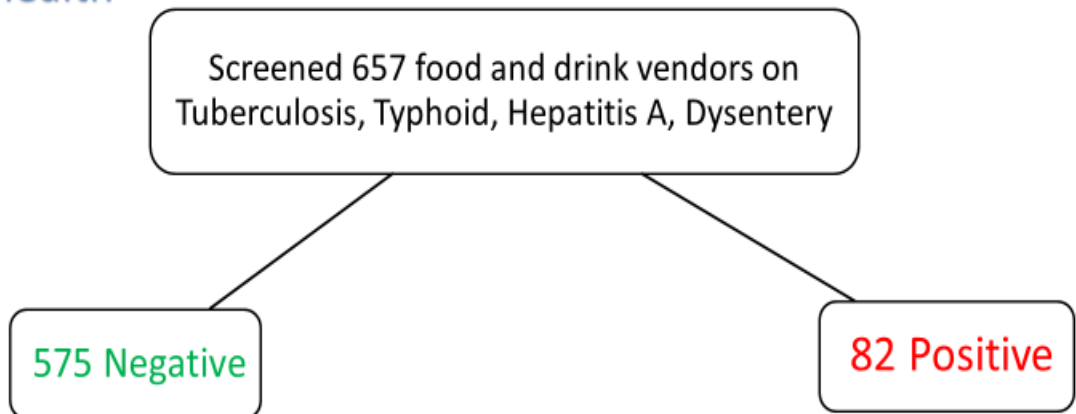 Screened 657 food and drink vendors on
Tuberculosis, Typhoid, Hepatitis A, Dysentery
575 Negative
82 Positive